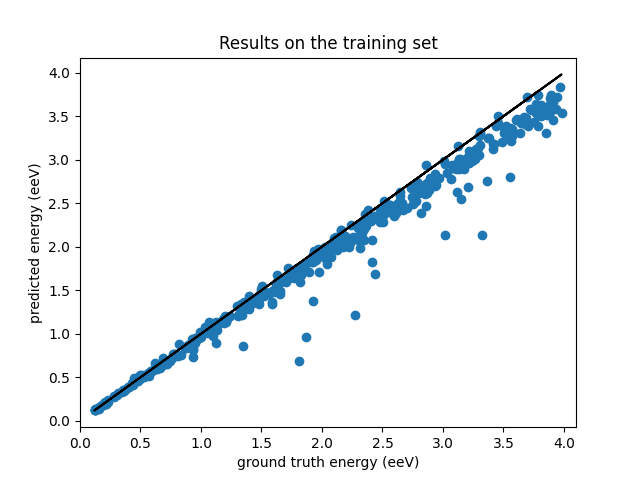 Results on the training set
4.0
3.5
3.0
2.5
2.0
1.5
1.0
0.5
0.0
predicted energy (eeV)
0.0 0.5 1.0 1.5 2.0 2.5 3.0 3.5 4.0
ground truth energy (eeV)